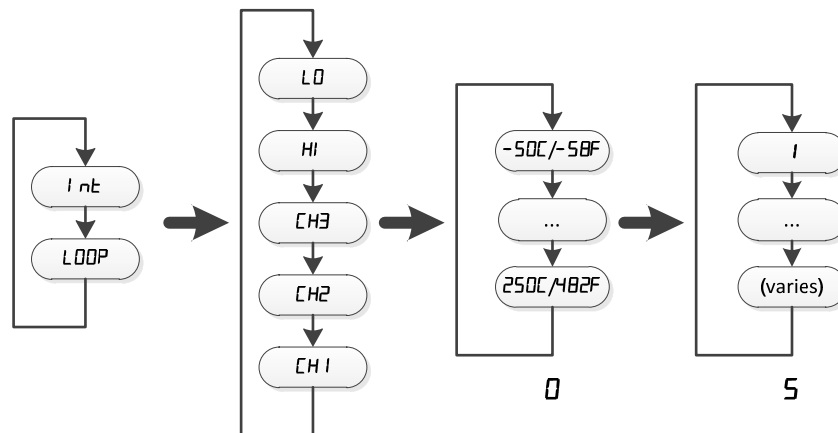 Int
LOOP
LO
HI
CH3
CH2
CH1
-50C/-58F
...
250C/482F
0
1
...
(varies)
5